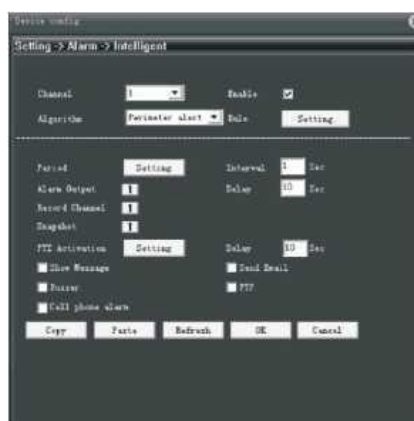 Device config
Setting -> Alarm -> Intelligent
Channel 1 Enable
Algorithm Perimeter alert Rule Setting
Period Setting Interval 1 Sec
Alarm Output 1 Delay 10 Sec
Record Channel 1
Snapshot 1
PTZ Activation Setting Delay 10 Sec
Show Message Send Email
Buzzer FTP
Call phone alarm
Copy Paste Refresh OK Cancel